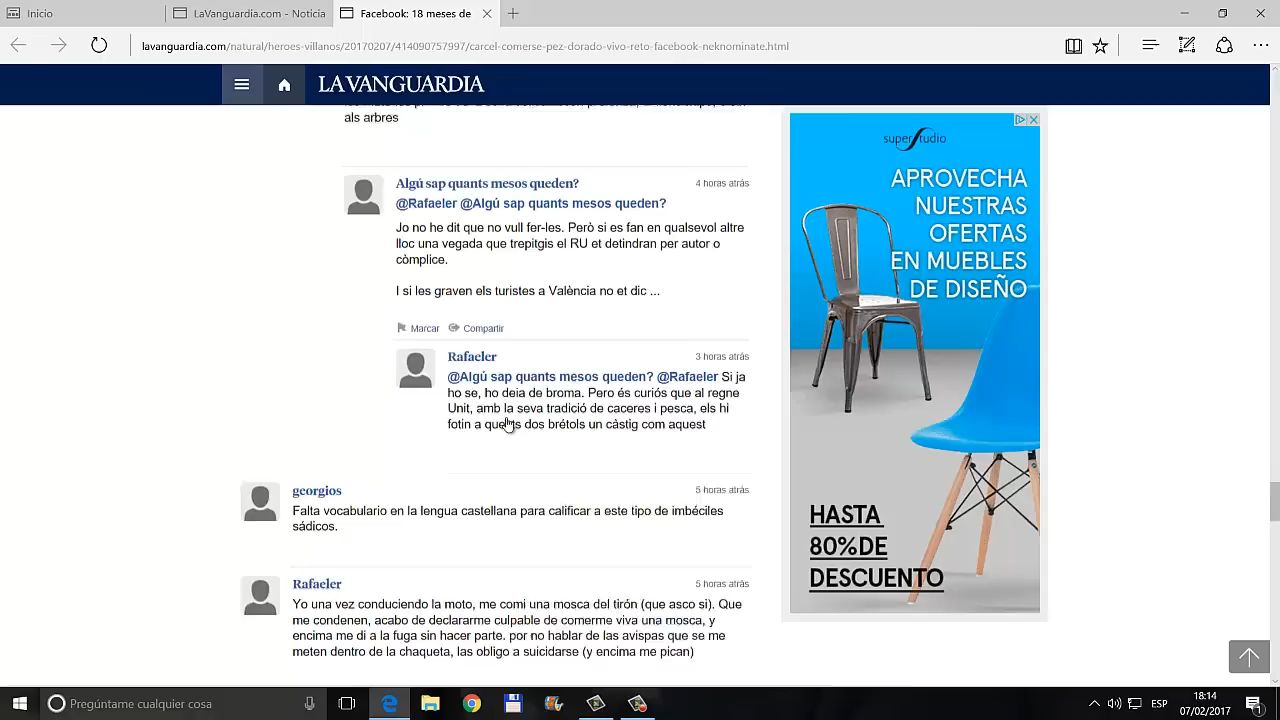 Inicio
LaVanguardia.com - Noticia
Facebook: 18 meses de
lavanguardia.com/natural/heroes-villanos/20170207/414090757997/carcel-comerse-pez-dorado-vivo-reto-facebook-neknominate.html
LA VANGUARDIA
als arbres
Algú sap quants mesos queden?
4 horas atrás
@Rafaeler @Algú sap quants mesos queden?
Jo no he dit que no vull fer-les. Però si es fan en qualsevol altre
lloc una vegada que trepitgis el RU et detindran per autor o
còmplice.
I si les graven els turistes a València no et dic ...
Marcar Compartir
Rafaeler
3 horas atrás
@Algú sap quants mesos queden? @Rafaeler Si ja
ho se, ho deia de broma. Pero és curiós que al regne
Unit, amb la seva tradició de caceres i pesca, els hi
fotin a dos brétols un càstig com aquest
georgios
5 horas atrás
Falta vocabulario en la lengua castellana para calificar a este tipo de imbéciles
sádicos.
Rafaeler
5 horas atrás
Yo una vez conduciendo la moto, me comi una mosca del tirón (que asco si). Que
me condenen, acabo de declararme culpable de comerme viva una mosca, y
encima me di a la fuga sin hacer parte. por no hablar de las avispas que se me
meten dentro de la chaqueta, las obligo a suicidarse (y encima me pican)
superstudio
APROVECHA
NUESTRAS
OFERTAS
EN MUEBLES
DE DISEÑO
HASTA
80%DE
DESCUENTO
Pregúntame cualquier cosa
ESP
18:14
07/02/2017
1